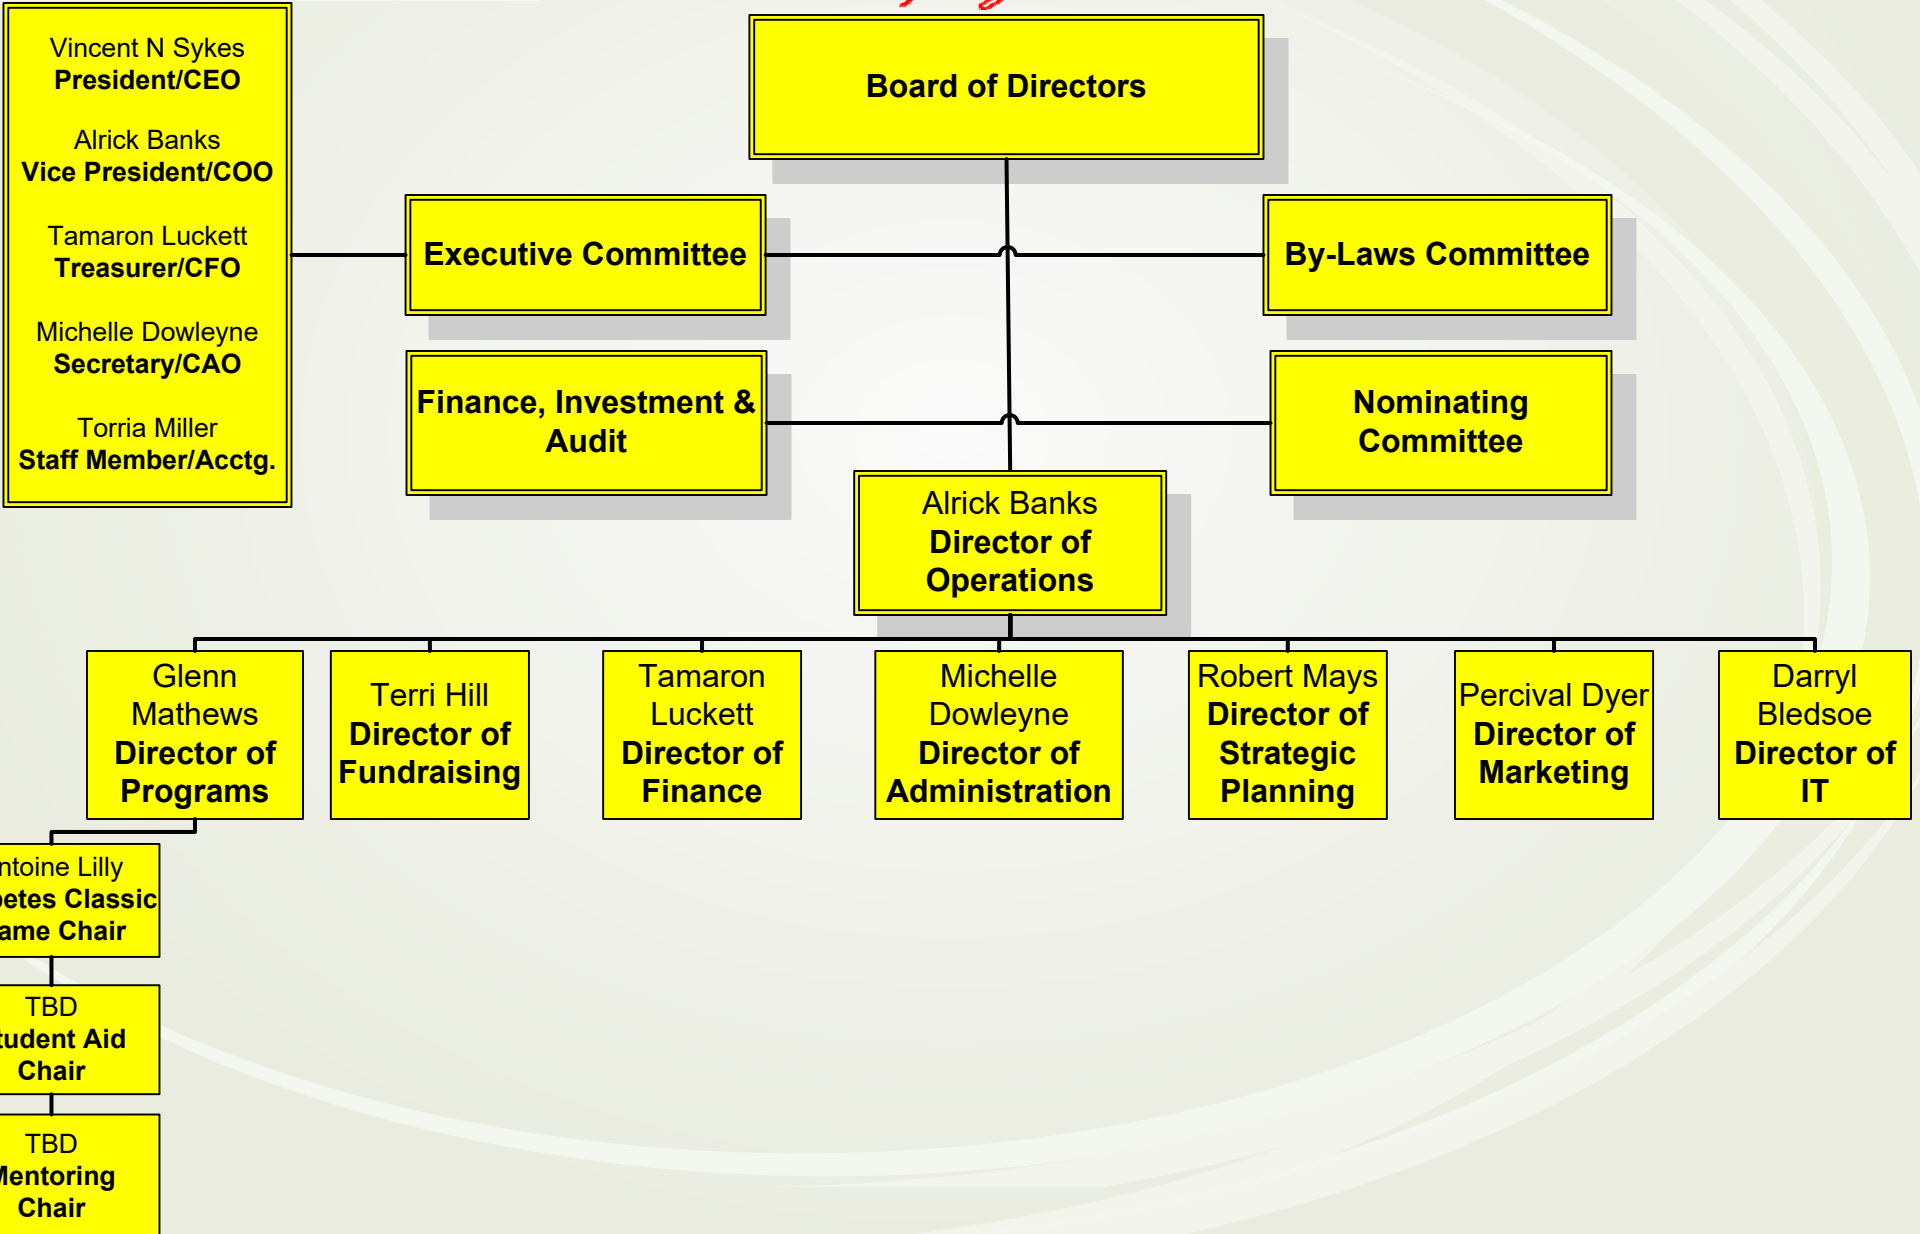 Vincent N Sykes
President/CEO
Alrick Banks
Vice President/COO
Tamaron Luckett
Treasurer/CFO
Michelle Dowleyne
Secretary/CAO
Torria Miller
Staff Member/Acctg.
Board of Directors
Executive Committee
By-Laws Committee
Finance, Investment &
Audit
Nominating
Committee
Alrick Banks
Director of
Operations
Glenn
Mathews
Director of
Programs
Terri Hill
Director of
Fundraising
Tamaron
Luckett
Director of
Finance
Michelle
Dowleyne
Director of
Administration
Robert Mays
Director of
Strategic
Planning
Percival Dyer
Director of
Marketing
Darryl
Bledsoe
Director of
IT
Lilly
Classic
Chair
TBD
Aid
Chair
TBD
Mentoring
Chair